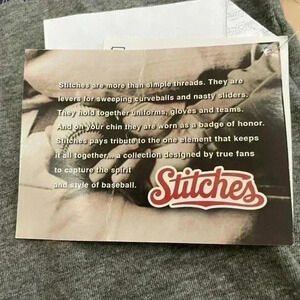 Stitches are more than simple threads. They are
levers for sweeping curveballs and nasty sliders.
They hold together uniforms, gloves and teams.
And on your chin they are worn as a badge of honor.
Stitches pays tribute to the one element that keeps
it all together... a collection designed by true fans
to capture the spirit
and style of baseball.
Stitches